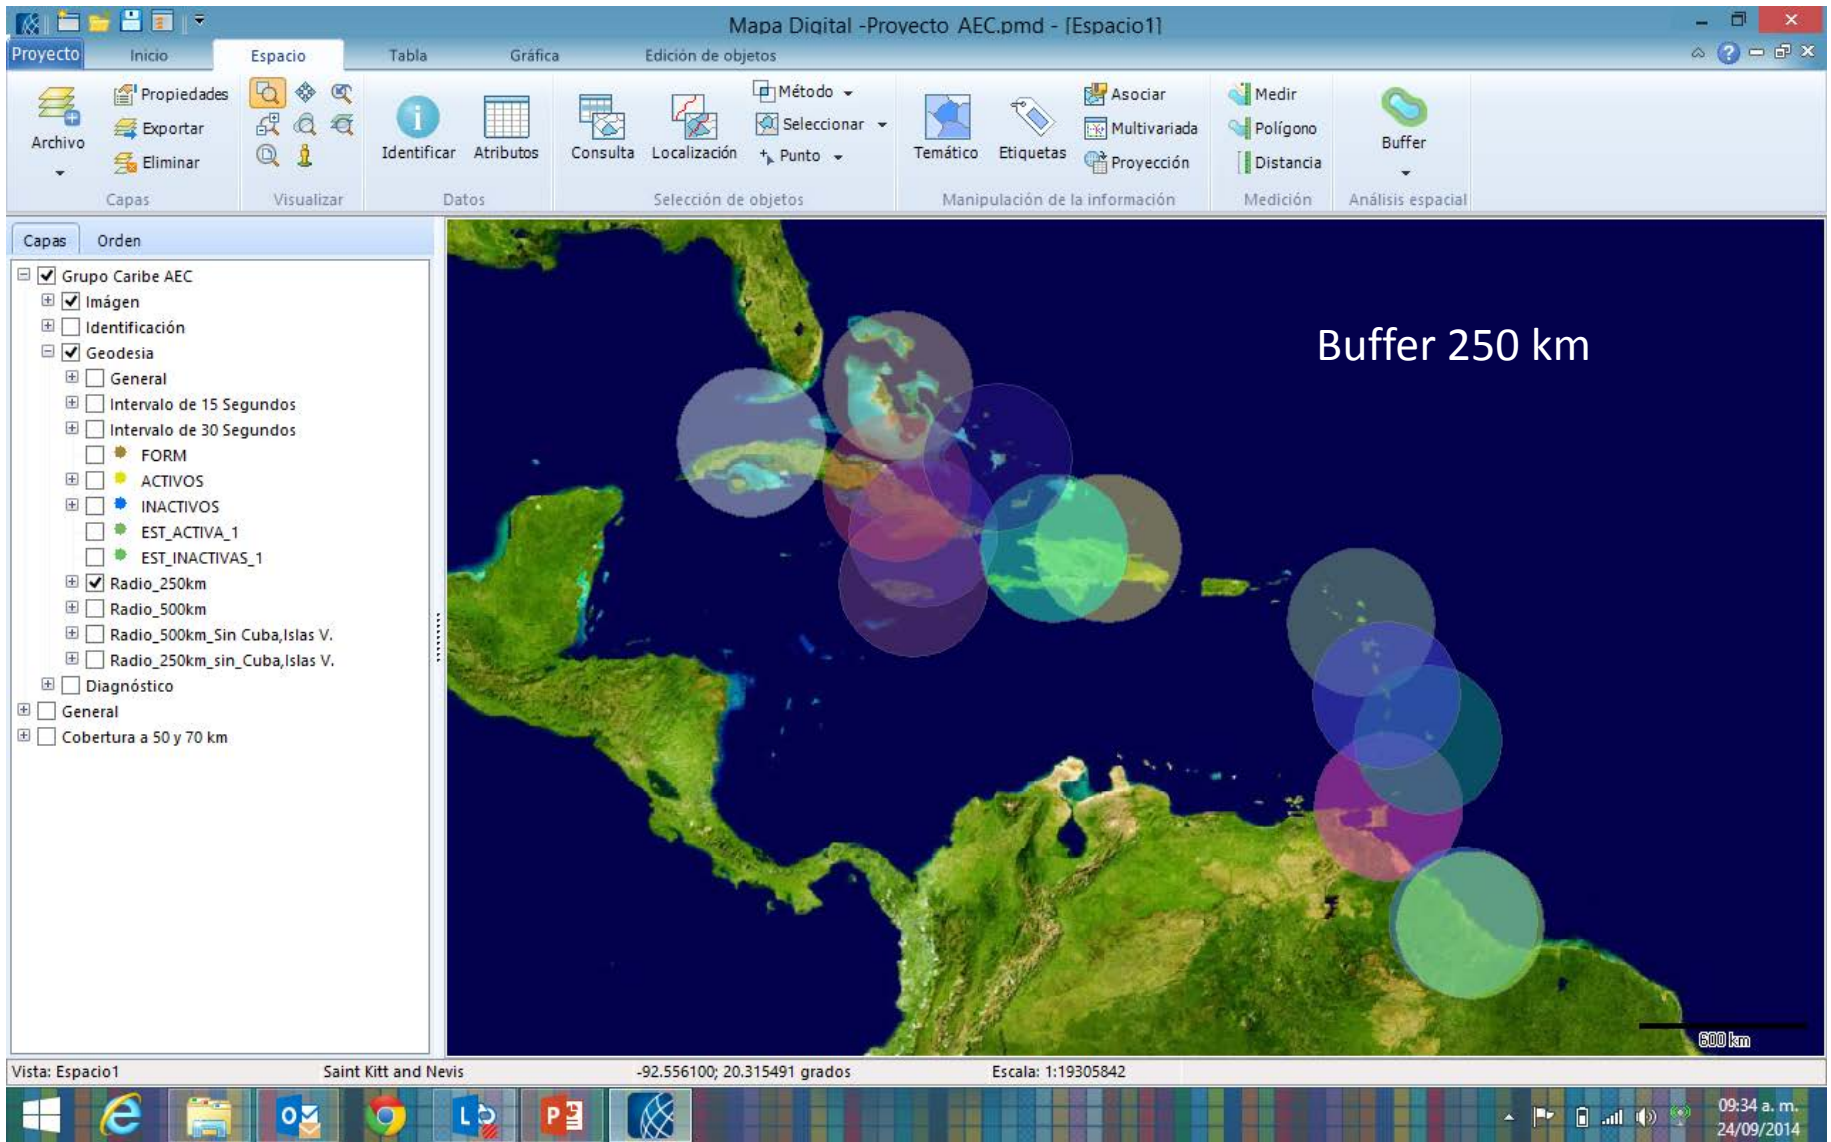 Mapa Digital -Proyecto AEC.pmd - [Espacio1]
Proyecto Inicio Espacio Tabla Gráfica Edición de objetos
Archivo
Propiedades
Exportar
Eliminar
Capas
Visualizar
Identificar Atributos
Datos
Consulta Localización
Método
Seleccionar
Punto
Selección de objetos
Temático Etiquetas
Asociar
Multivariada
Proyección
Manipulación de la información
Medir
Polígono
Distancia
Medición
Buffer
Análisis espacial
Capas Orden
Grupo Caribe AEC
Imágen
Identificación
Geodesia
General
Intervalo de 15 Segundos
Intervalo de 30 Segundos
FORM
ACTIVOS
INACTIVOS
EST_ACTIVA_1
EST_INACTIVAS_1
Radio_250km
Radio_500km
Radio_500km_Sin Cuba,Islas V.
Radio_250km_sin_Cuba,Islas V.
Diagnóstico
General
Cobertura a 50 y 70 km
Buffer 250 km
600 km
Vista: Espacio1 Saint Kitt and Nevis -92.556100; 20.315491 grados Escala: 1:19305842
09:34 a. m.
24/09/2014